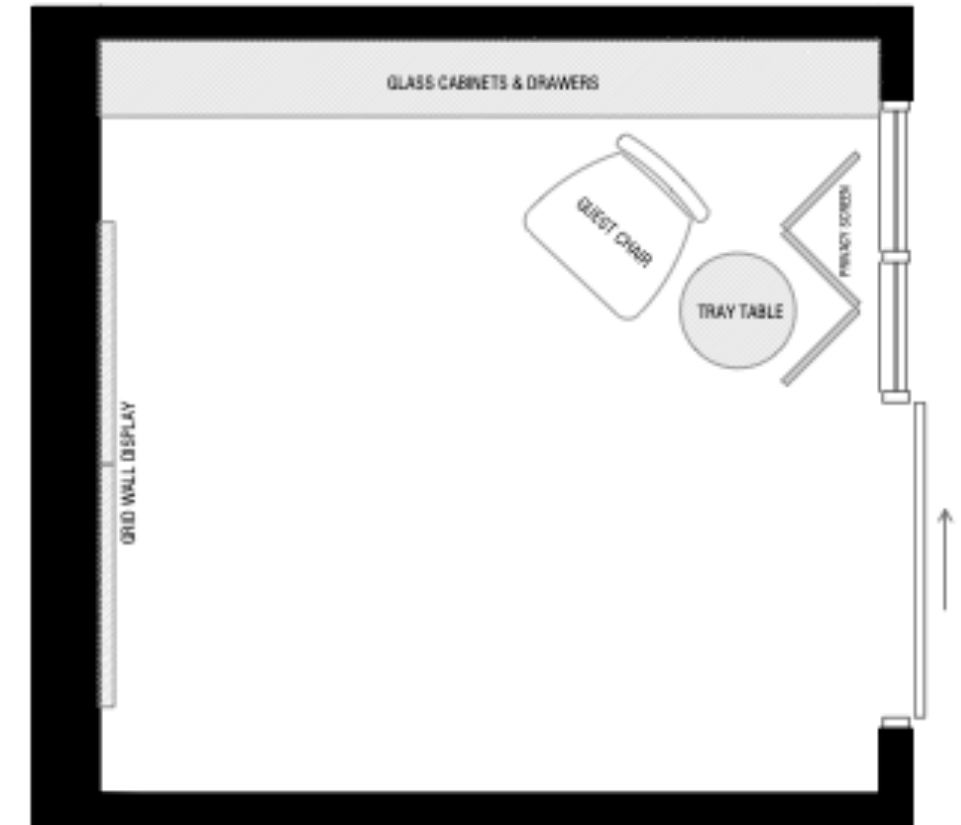 GLASS CABINETS & DRAWERS
GUEST CHAIR
PRIVACY SCREEN
TRAY TABLE
GRID WALL DISPLAY